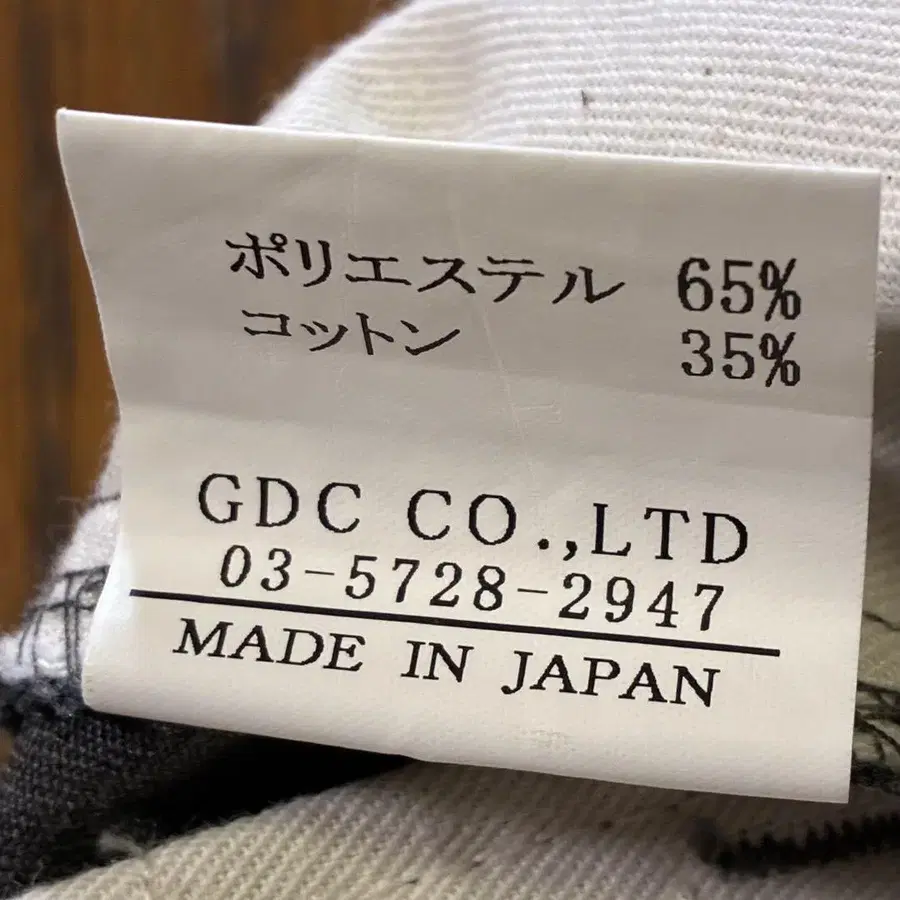 ポリエステル 65%
コットン 35%
GDC CO.,LTD
03-5728-2947
MADE IN JAPAN